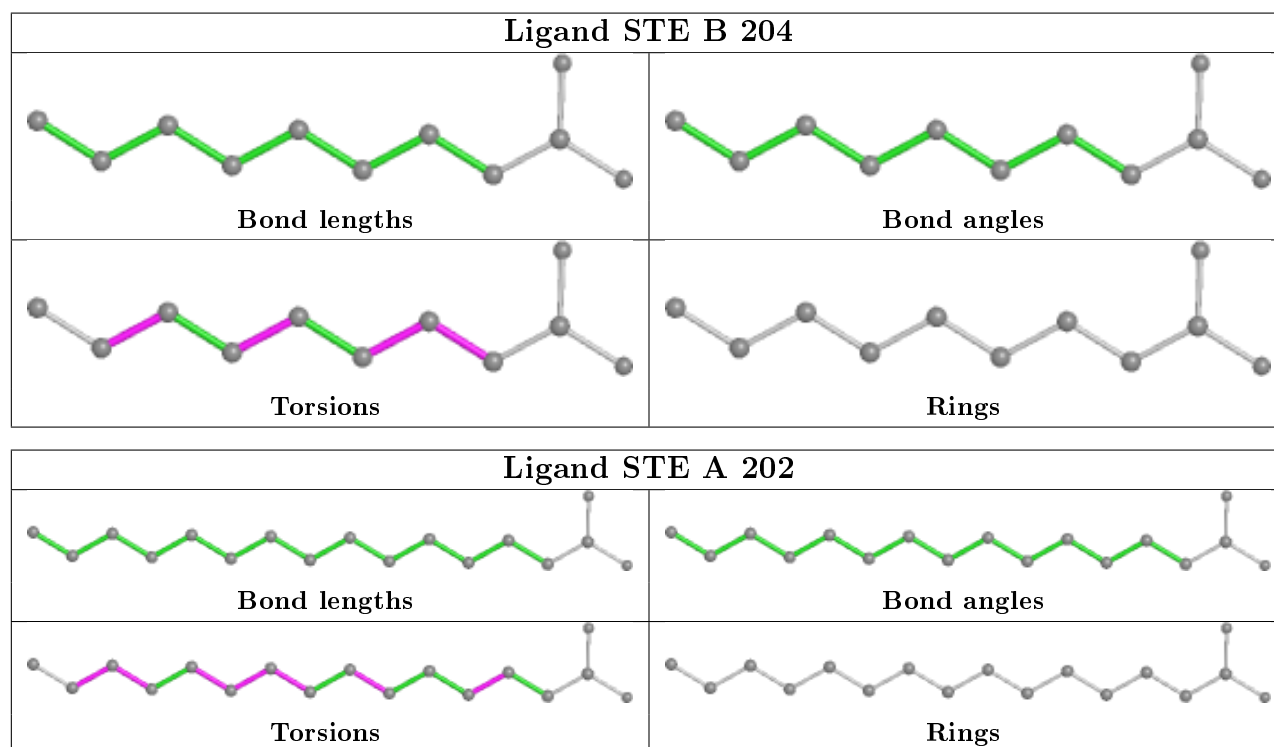 Ligand STE B 204
Bond lengths
Bond angles
Torsions
Rings
Ligand STE A 202
Bond lengths
Bond angles
Torsions
Rings